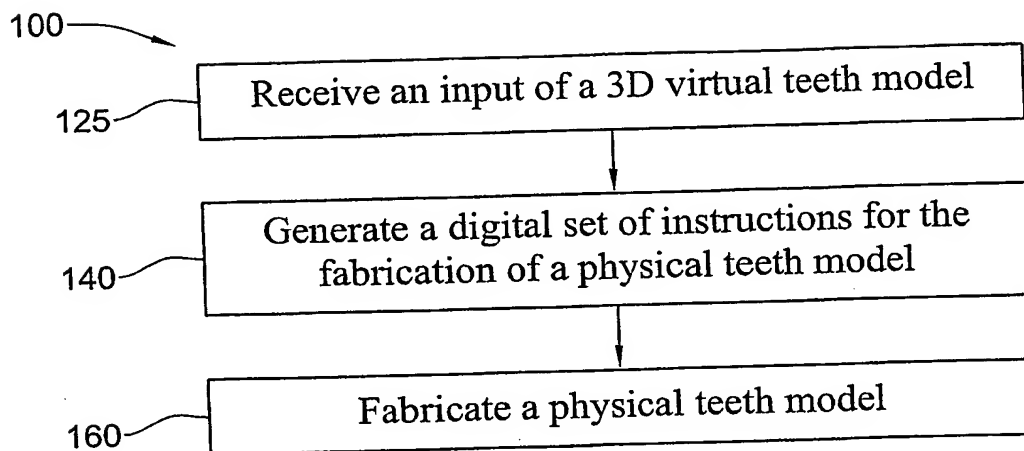 100
Receive an input of a 3D virtual teeth model
125
Generate a digital set of instructions for the
fabrication of a physical teeth model
140
Fabricate a physical teeth model
160